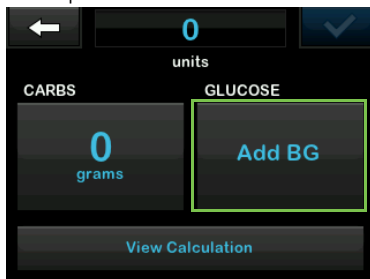 0
units
CARBS GLUCOSE
0 Add BG
grams
View Calculation